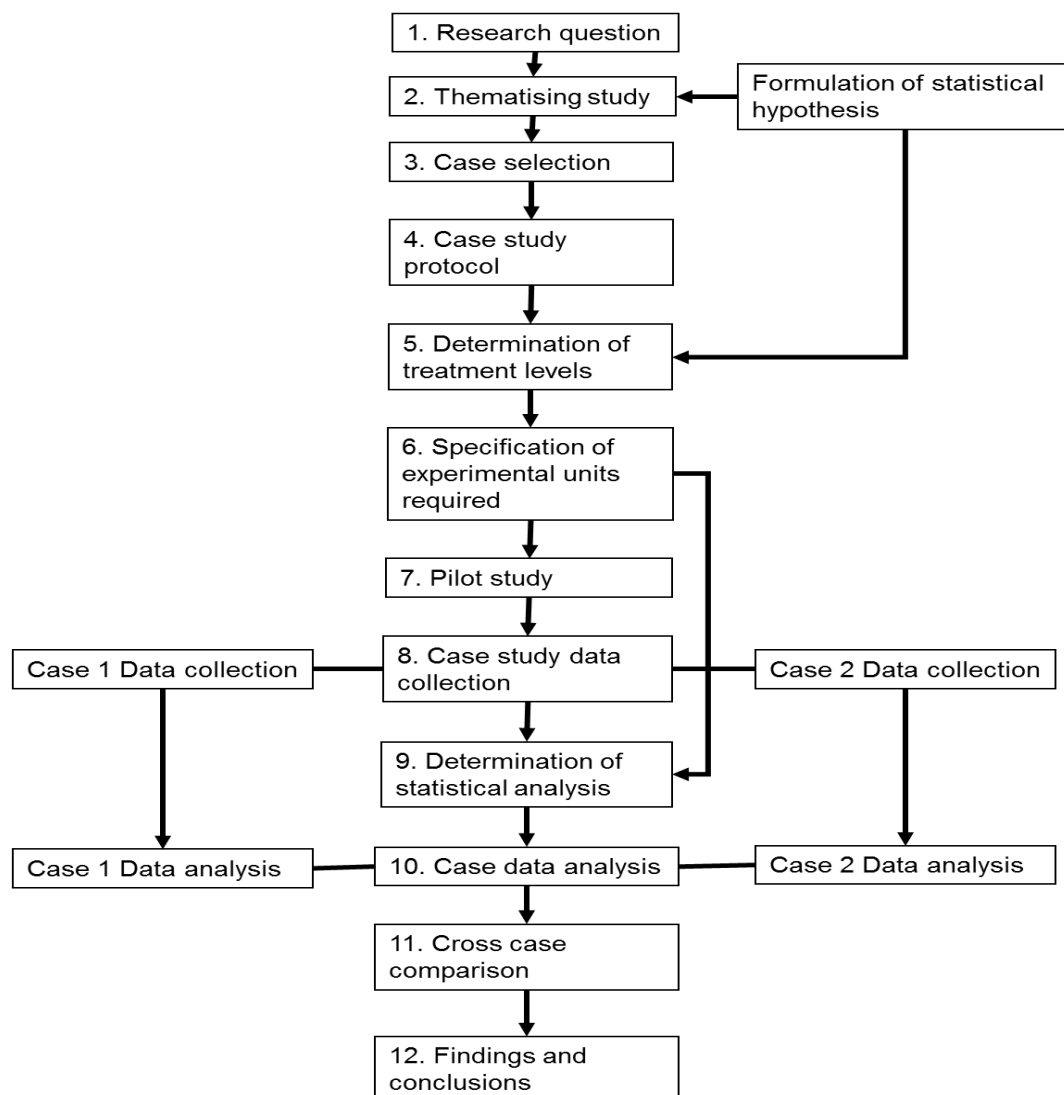 1. Research question
2. Thematising study
Formulation of statistical
hypothesis
3. Case selection
4. Case study
protocol
5. Determination of
treatment levels
6. Specification of
experimental units
required
7. Pilot study
Case 1 Data collection
8. Case study data
collection
Case 2 Data collection
9. Determination of
statistical analysis
Case 1 Data analysis
10. Case data analysis
Case 2 Data analysis
11. Cross case
comparison
12. Findings and
conclusions